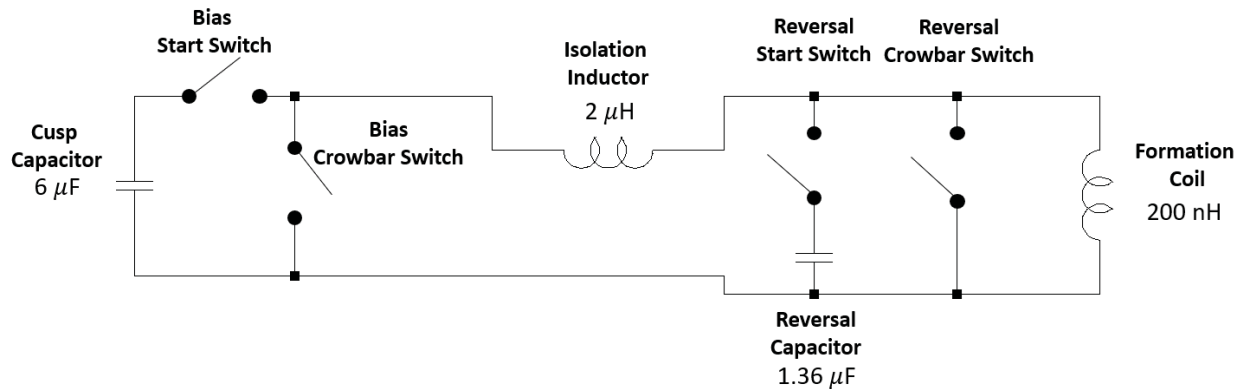 Bias
Start Switch
Cusp
Capacitor
6 μF
Bias
Crowbar Switch
Isolation
Inductor
2 μH
Reversal
Start Switch
Reversal
Crowbar Switch
Reversal
Capacitor
1.36 μF
Formation
Coil
200 nH